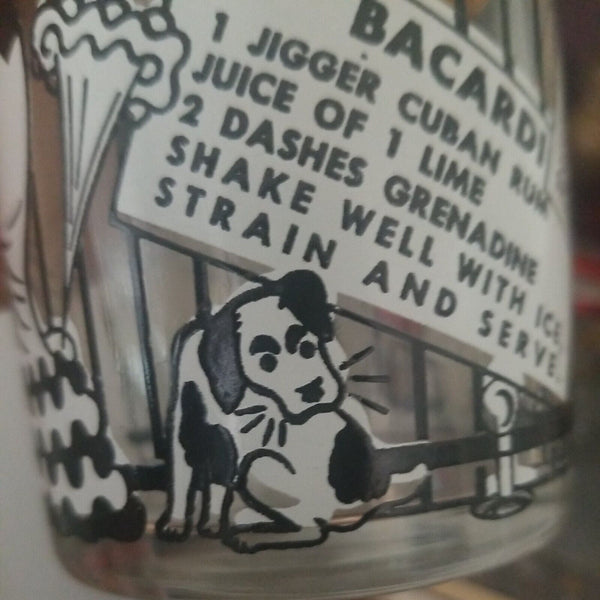 BACARDI
1 JIGGER CUBAN RUM
JUICE OF 1 LIME
2 DASHES GRENADINE
SHAKE WELL WITH ICE
STRAIN AND SERVE